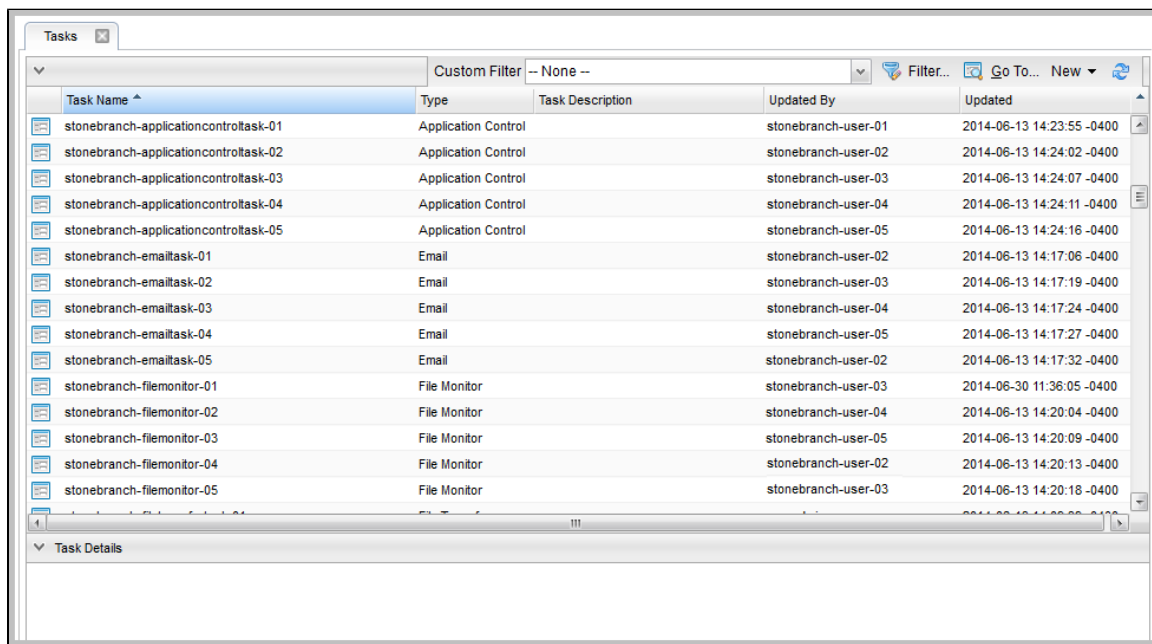 Tasks
Custom Filter -- None -- Filter... Go To... New
Task Name Type Task Description Updated By Updated
stonebranch-applicationcontroltask-01 Application Control stonebranch-user-01 2014-06-13 14:23:55 -0400
stonebranch-applicationcontroltask-02 Application Control stonebranch-user-02 2014-06-13 14:24:02 -0400
stonebranch-applicationcontroltask-03 Application Control stonebranch-user-03 2014-06-13 14:24:07 -0400
stonebranch-applicationcontroltask-04 Application Control stonebranch-user-04 2014-06-13 14:24:11 -0400
stonebranch-applicationcontroltask-05 Application Control stonebranch-user-05 2014-06-13 14:24:16 -0400
stonebranch-emailtask-01 Email stonebranch-user-02 2014-06-13 14:17:06 -0400
stonebranch-emailtask-02 Email stonebranch-user-03 2014-06-13 14:17:19 -0400
stonebranch-emailtask-03 Email stonebranch-user-04 2014-06-13 14:17:24 -0400
stonebranch-emailtask-04 Email stonebranch-user-05 2014-06-13 14:17:27 -0400
stonebranch-emailtask-05 Email stonebranch-user-02 2014-06-13 14:17:32 -0400
stonebranch-filemonitor-01 File Monitor stonebranch-user-03 2014-06-30 11:36:05 -0400
stonebranch-filemonitor-02 File Monitor stonebranch-user-04 2014-06-13 14:20:04 -0400
stonebranch-filemonitor-03 File Monitor stonebranch-user-05 2014-06-13 14:20:09 -0400
stonebranch-filemonitor-04 File Monitor stonebranch-user-02 2014-06-13 14:20:13 -0400
stonebranch-filemonitor-05 File Monitor stonebranch-user-03 2014-06-13 14:20:18 -0400
Task Details